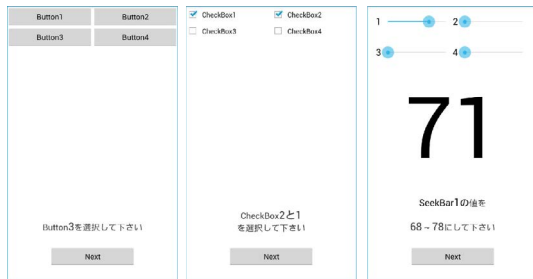 Button1 Button2
Button3 Button4
Button3を選択して下さい
Next
CheckBox1 CheckBox2
CheckBox3 CheckBox4
CheckBox2と1
を選択して下さい
Next
1 2
3 4
71
SeekBar1の値を
68~78にして下さい
Next